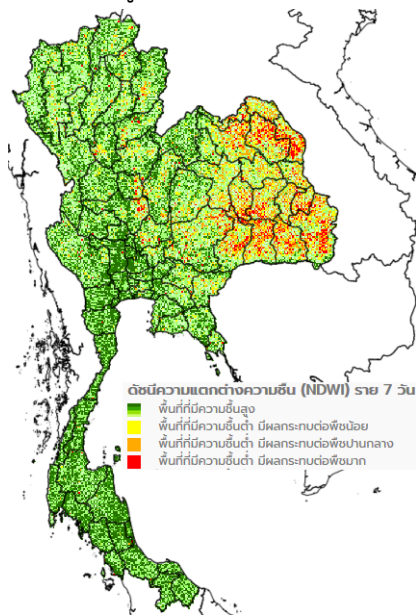 ดัชนีความแตกต่างความชื้น (NDWI) ราย 7 วัน
พื้นที่ที่มีความชื้นสูง
พื้นที่ที่มีความชื้นต่ำ มีผลกระทบต่อพืชน้อย
พื้นที่ที่มีความชื้นต่ำ มีผลกระทบต่อพืชปานกลาง
พื้นที่ที่มีความชื้นต่ำ มีผลกระทบต่อพืชมาก